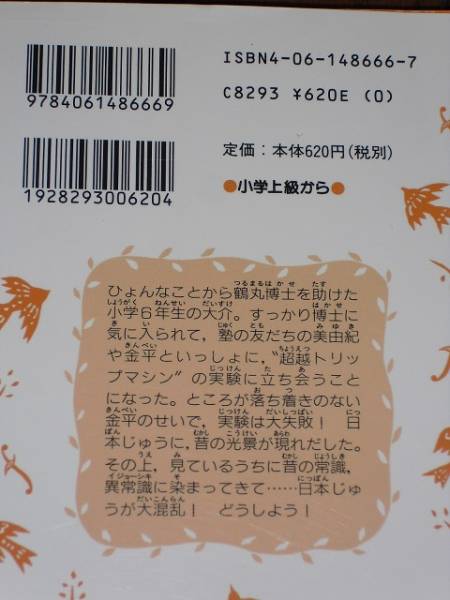 ISBN4-06-148666-7
9784061486669
C8293 ¥620E (0)
定価：本体620円（税別）
1928293006204
●小学上級から●
ひょんなことから鶴丸博士を助けた
小学6年生の大介。すっかり博士に
気に入られて，塾の友だちの美由紀
や金平といっしょに，“超越トリッ
プマシン”の実験に立ち会うこと
になった。ところが落ち着きのない
金平のせいで，実験は大失敗！　日
本じゅうに，昔の光景が現れだした。
その上，見ているうちに昔の常識，
異常識に染まってきて……日本じゅ
うが大混乱！　どうしよう！